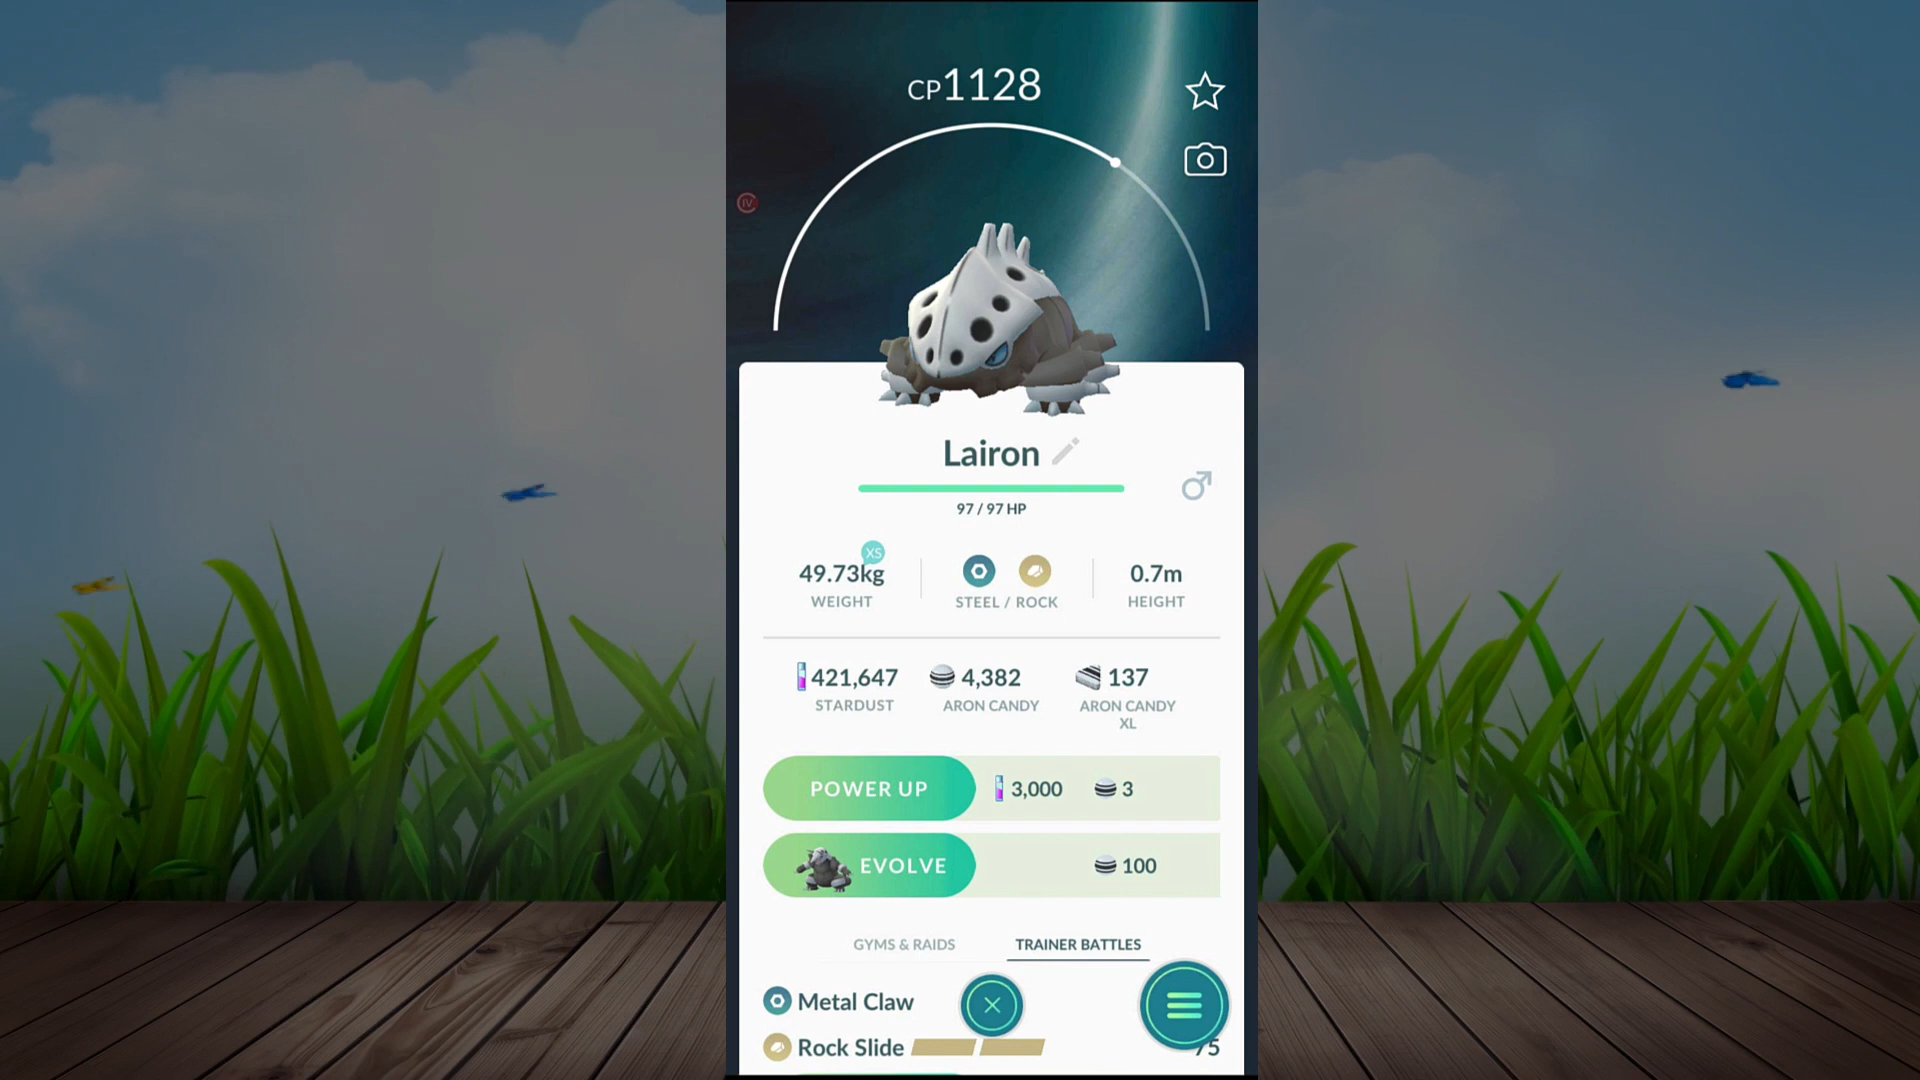 CP1128
IV
Lairon
97 / 97 HP
XS
49.73kg
WEIGHT
STEEL / ROCK
0.7m
HEIGHT
421,647
STARDUST
4,382
ARON CANDY
137
ARON CANDY
XL
POWER UP
3,000
3
EVOLVE
100
GYMS & RAIDS
TRAINER BATTLES
Metal Claw
Rock Slide
75